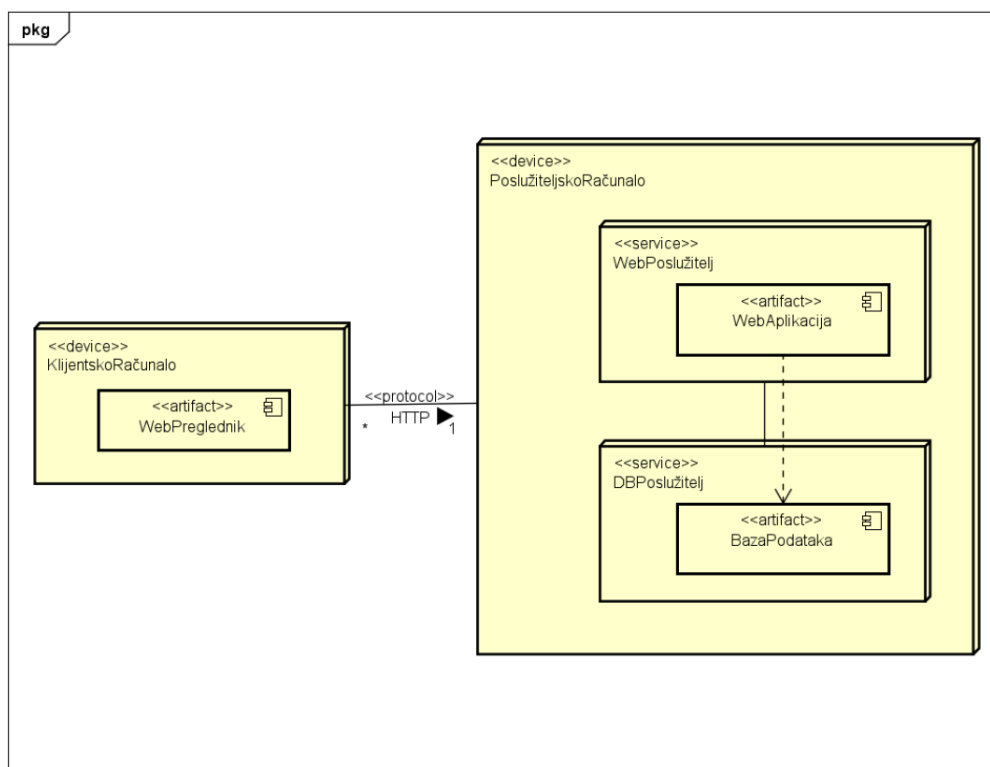 pkg
<<device>>
PoslužiteljskoRačunalo
<<service>>
WebPoslužitelj
<<artifact>>
WebAplikacija
<<device>>
KlijentskoRačunalo
<<artifact>>
WebPreglednik
<<protocol>>
HTTP
*
1
<<service>>
DBPoslužitelj
<<artifact>>
BazaPodataka